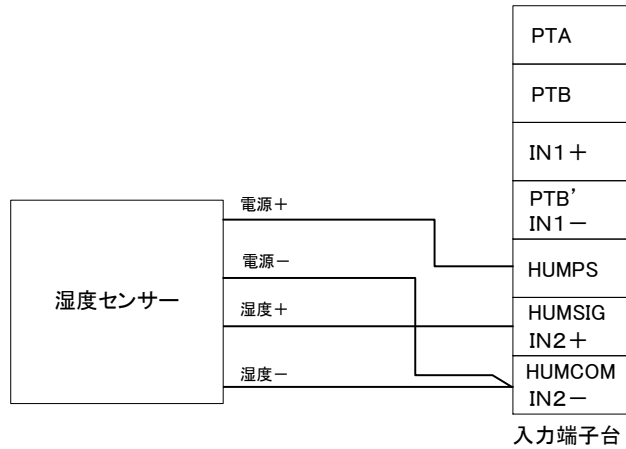 PTA
PTB
IN1＋
PTB’
IN1－
HUMPS
HUMSIG
IN2＋
HUMCOM
IN2－
入力端子台
湿度センサー
電源＋
電源－
湿度＋
湿度－